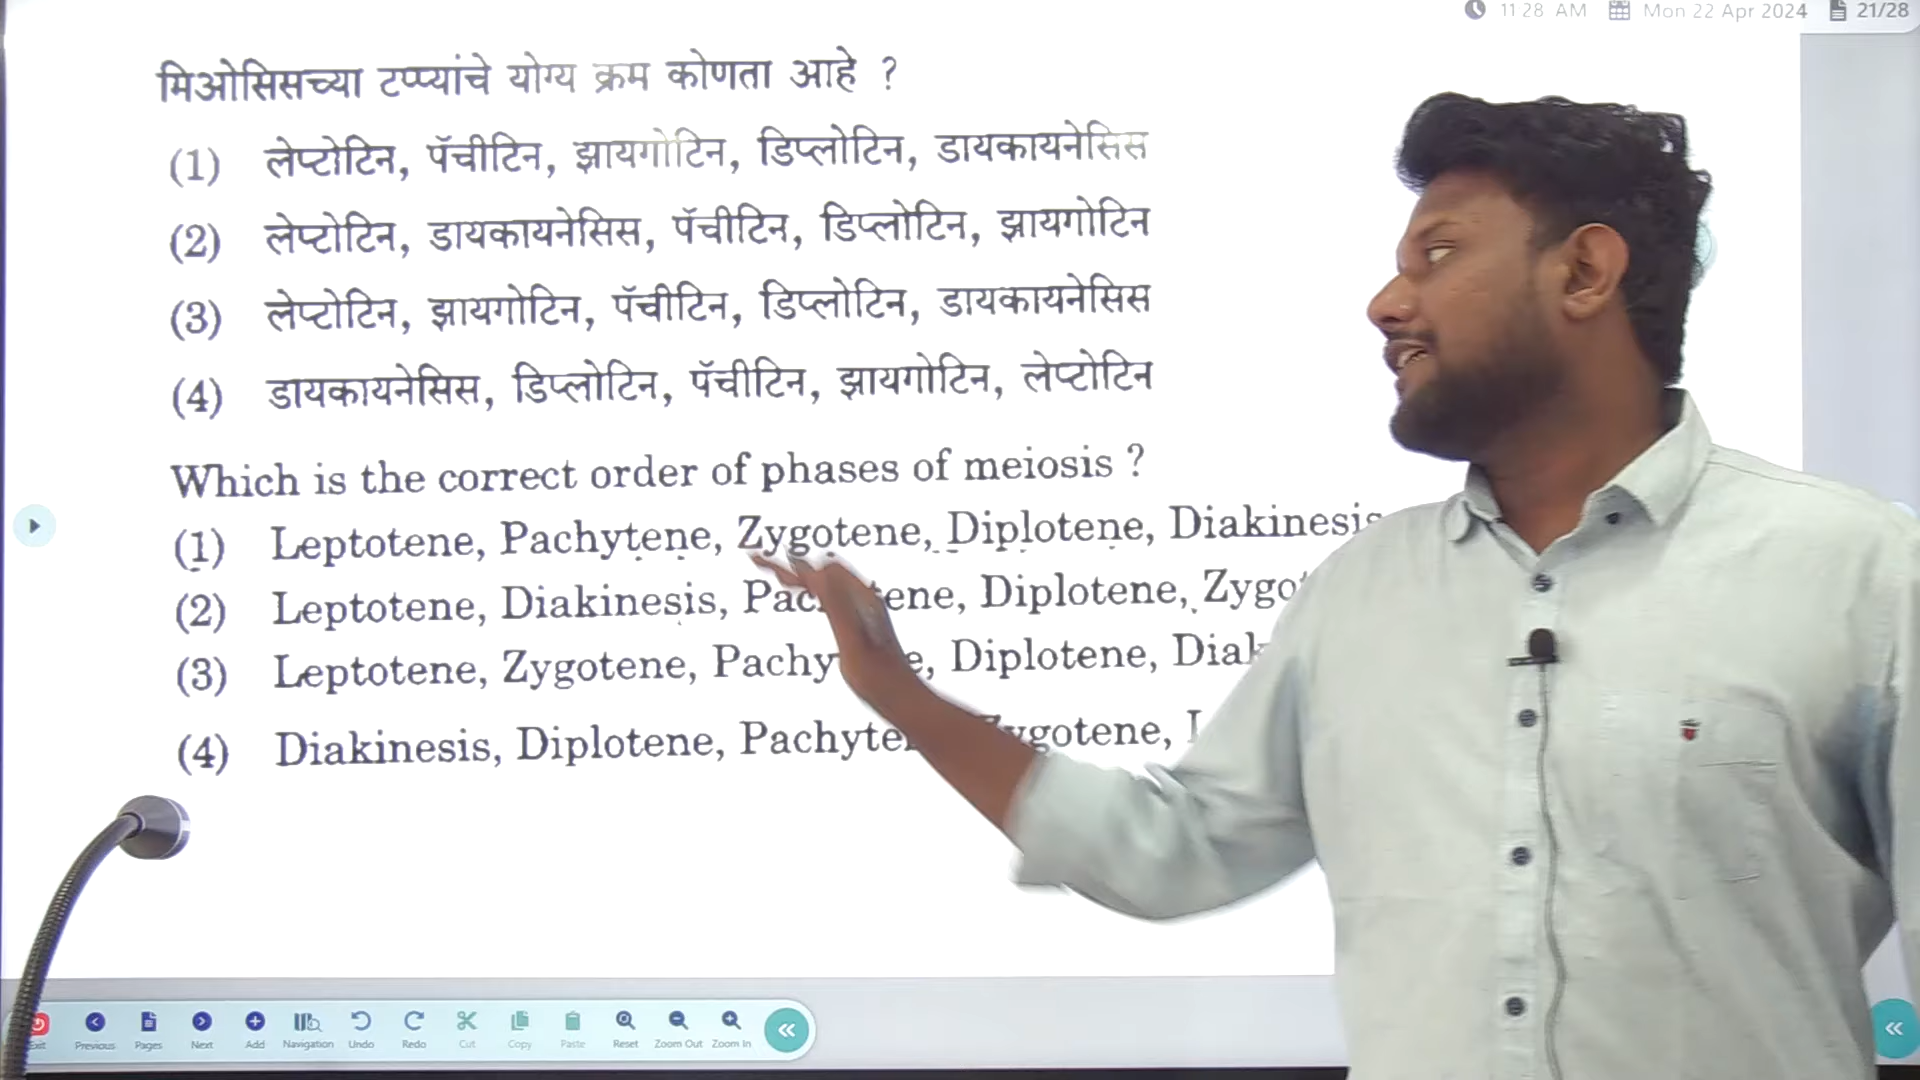 11 28 AM Mon 22 Apr 2024 21/28
मिओसिसच्या टप्प्यांचे योग्य क्रम कोणता आहे ?
(1) लेप्टोटिन, पॅचीटिन, झायगोटिन, डिप्लोटिन, डायकायनेसिस
(2) लेप्टोटिन, डायकायनेसिस, पॅचीटिन, डिप्लोटिन, झायगोटिन
(3) लेप्टोटिन, झायगोटिन, पॅचीटिन, डिप्लोटिन, डायकायनेसिस
(4) डायकायनेसिस, डिप्लोटिन, पॅचीटिन, झायगोटिन, लेप्टोटिन
Which is the correct order of phases of meiosis ?
(1) Leptotene, Pachytene, Zygotene, Diplotene, Diakinesis
(2) Leptotene, Diakinesis, Diplotene,
(3) Leptotene, Zygotene, Diplotene,
(4) Diakinesis, Diplotene,
Exit Previous Pages Next Add Navigation Undo Redo Cut Copy Paste Reset Zoom Out Zoom In